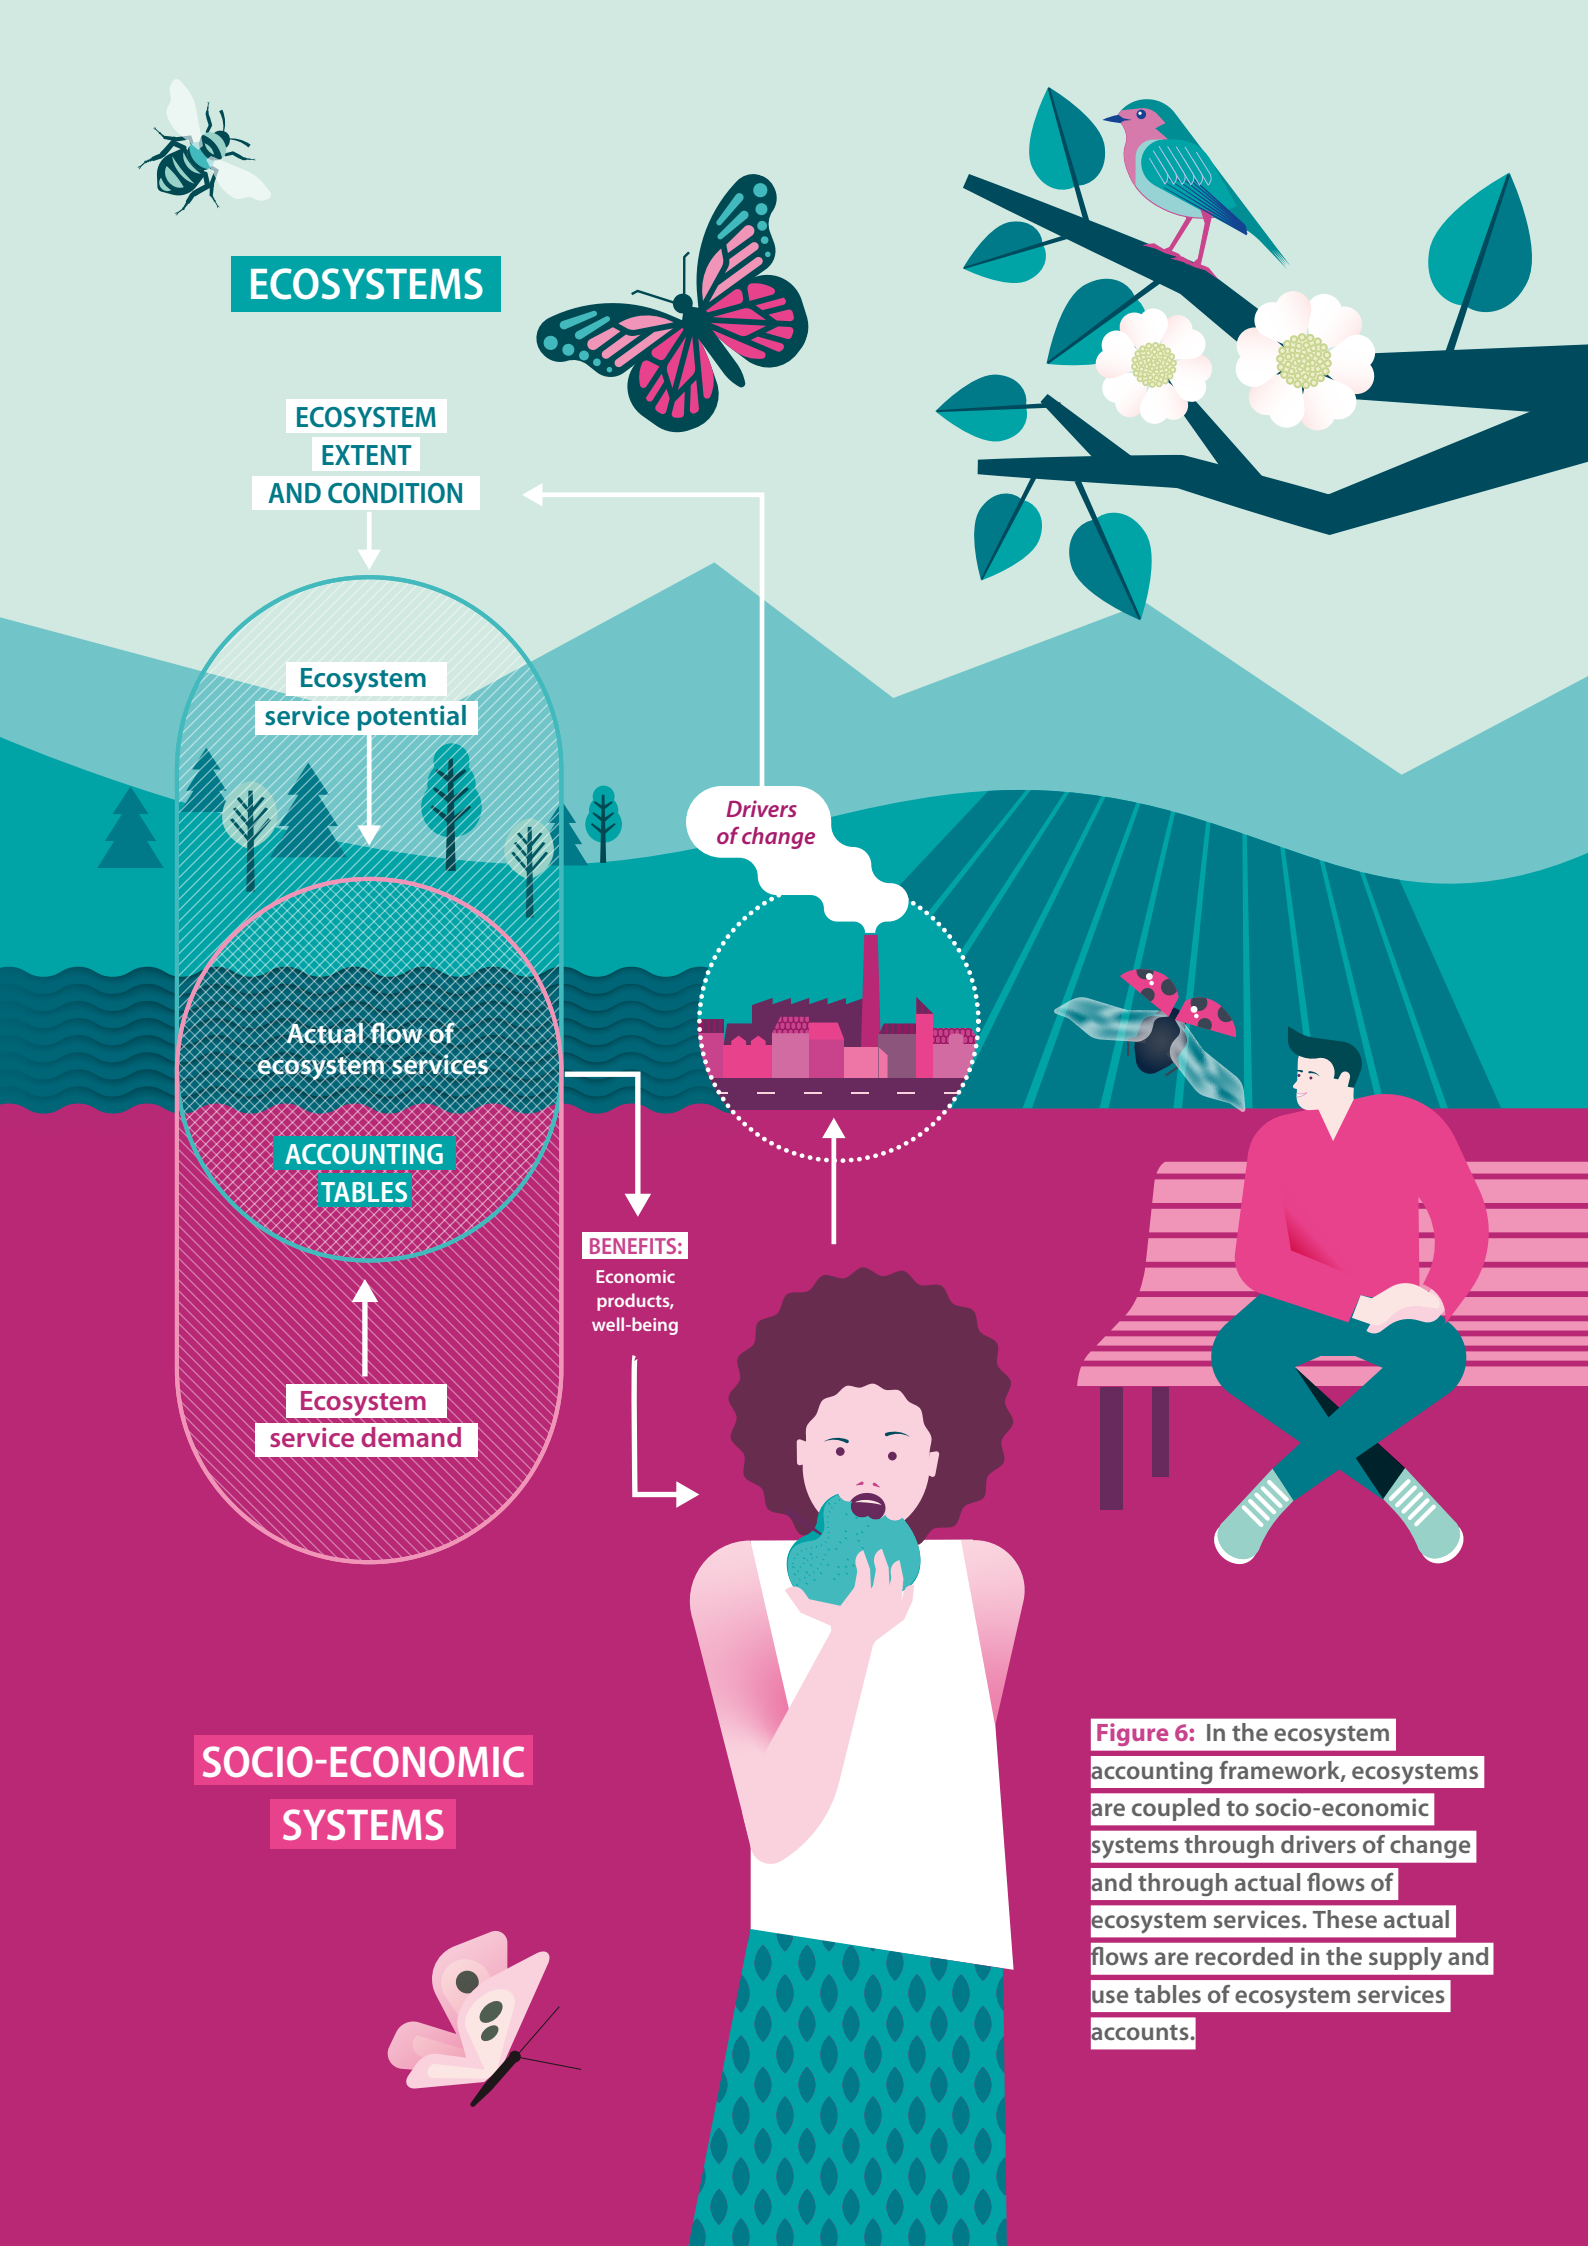 ECOSYSTEMS
ECOSYSTEM
EXTENT
AND CONDITION
Ecosystem
service potential
Drivers
of change
Actual flow of
ecosystem services
ACCOUNTING
TABLES
BENEFITS:
Economic
products,
well-being
Ecosystem
service demand
SOCIO-ECONOMIC
SYSTEMS
Figure 6: In the ecosystem
accounting framework, ecosystems
are coupled to socio-economic
systems through drivers of change
and through actual flows of
ecosystem services. These actual
flows are recorded in the supply and
use tables of ecosystem services
accounts.